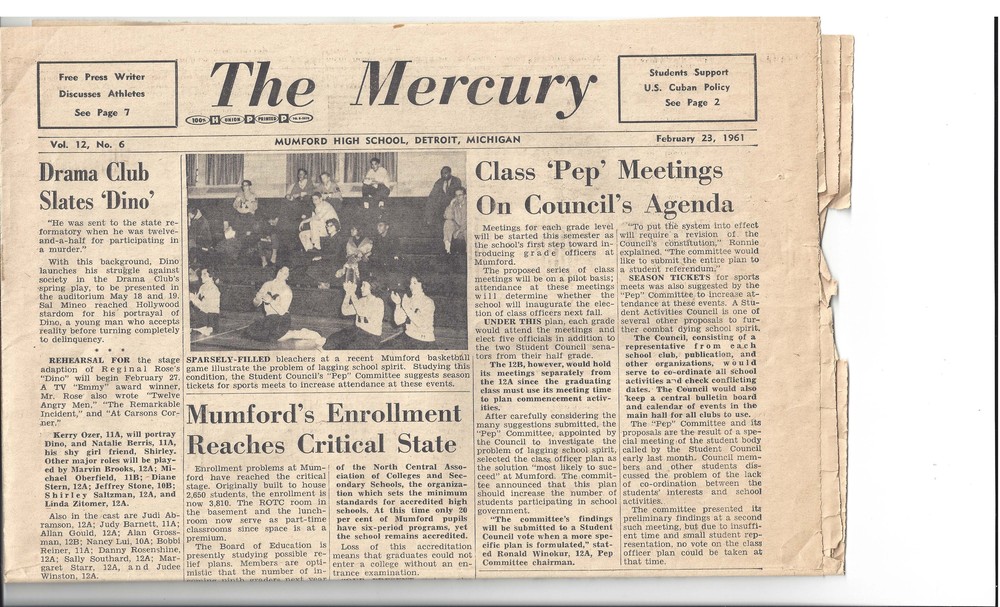 Free Press Writer
Discusses Athletes
See Page 7
The Mercury
Students Support
U.S. Cuban Policy
See Page 2
100% UNION PRINTED
Vol. 12, No. 6
MUMFORD HIGH SCHOOL, DETROIT, MICHIGAN
February 23, 1961
Drama Club
Slates 'Dino'
"He was sent to the state re-
formatory when he was twelve-
and-a-half for participating in
a murder."
With this background, Dino
launches his struggle against
society in the Drama Club's
spring play, to be presented in
the auditorium May 18 and 19.
Sal Mineo reached Hollywood
stardom for his portrayal of
Dino, a young man who accepts
reality before turning completely
to delinquency.
* * *
REHEARSAL FOR the stage
adaption of Reginal Rose's
"Dino" will begin February 27.
A TV "Emmy" award winner,
Mr. Rose also wrote "Twelve
Angry Men," "The Remarkable
Incident," and "At Carsons Cor-
ner."
Kerry Ozer, 11A, will portray
Dino, and Natalie Berris, 11A,
his shy girl friend, Shirley.
Other major roles will be play-
ed by Marvin Brooks, 12A; Mi-
chael Oberfield, 11B; Diane
Stern, 12A; Jeffrey Stone, 10B;
Shirley Saltzman, 12A, and
Linda Zitomer, 12A.
Also in the cast are Judi Ab-
ramson, 12A; Judy Barnett, 11A;
Allan Gould, 12A; Alan Gross-
man, 12B; Nancy Lui, 10A; Bobbi
Reiner, 11A; Danny Rosenshine,
12A; Sally Southard, 12A; Mar-
garet Starr, 12A, and Judee
Winston, 12A.
SPARSELY-FILLED bleachers at a recent Mumford basketball
game illustrate the problem of lagging school spirit. Studying this
condition, the Student Council's "Pep" Committee suggests season
tickets for sports meets to increase attendance at these events.
Mumford's Enrollment
Reaches Critical State
Enrollment problems at Mum-
ford have reached the critical
stage. Originally built to house
2,650 students, the enrollment is
now 3,810. The ROTC room in
the basement and the lunch-
room now serve as part-time
classrooms since space is at a
premium.
The Board of Education is
presently studying possible re-
lief plans. Members are opti-
mistic that the number of in-
coming ninth graders next year
of the North Central Asso-
ciation of Colleges and Sec-
ondary Schools, the organiza-
tion which sets the minimum
standards for accredited high
schools. At this time only 20
per cent of Mumford pupils
have six-period programs, yet
the school remains accredited.
Loss of this accreditation
means that graduates could not
enter a college without an en-
trance examination.
Class 'Pep' Meetings
On Council's Agenda
Meetings for each grade level
will be started this semester as
the school's first step toward in-
troducing grade officers at
Mumford.
The proposed series of class
meetings will be on a pilot basis;
attendance at these meetings
will determine whether the
school will inaugurate the elec-
tion of class officers next fall.
UNDER THIS plan, each grade
would attend the meetings and
elect five officials in addition to
the two Student Council sena-
tors from their half grade.
The 12B, however, would hold
its meetings separately from
the 12A since the graduating
class must use its meeting time
to plan commencement activ-
ities.
After carefully considering the
many suggestions submitted, the
"Pep" Committee, appointed by
the Council to investigate the
problem of lagging school spirit,
selected the class officer plan as
the solution "most likely to suc-
ceed" at Mumford. The commit-
tee announced that this plan
should increase the number of
students participating in school
government.
"The committee's findings
will be submitted to a Student
Council vote when a more spe-
cific plan is formulated," stat-
ed Ronald Winokur, 12A, Pep
Committee chairman.
"To put the system into effect
will require a revision of the
Council's constitution," Ronnie
explained. "The committee would
like to submit the entire plan to
a student referendum."
SEASON TICKETS for sports
meets was also suggested by the
"Pep" Committee to increase at-
tendance at these events. A Stu-
dent Activities Council is one of
several other proposals to fur-
ther combat dying school spirit.
The Council, consisting of a
representative from each
school club, publication, and
other organizations, would
serve to co-ordinate all school
activities and check conflicting
dates. The Council would also
keep a central bulletin board
and calendar of events in the
main hall for all clubs to use.
The "Pep" Committee and its
proposals are the result of a spe-
cial meeting of the student body
called by the Student Council
early last month. Council mem-
bers and other students dis-
cussed the problem of the lack
of co-ordination between the
students' interests and school
activities.
The committee presented its
preliminary findings at a second
such meeting, but due to insuffi-
ent time and small student rep-
resentation, no vote on the class
officer plan could be taken at
that time.